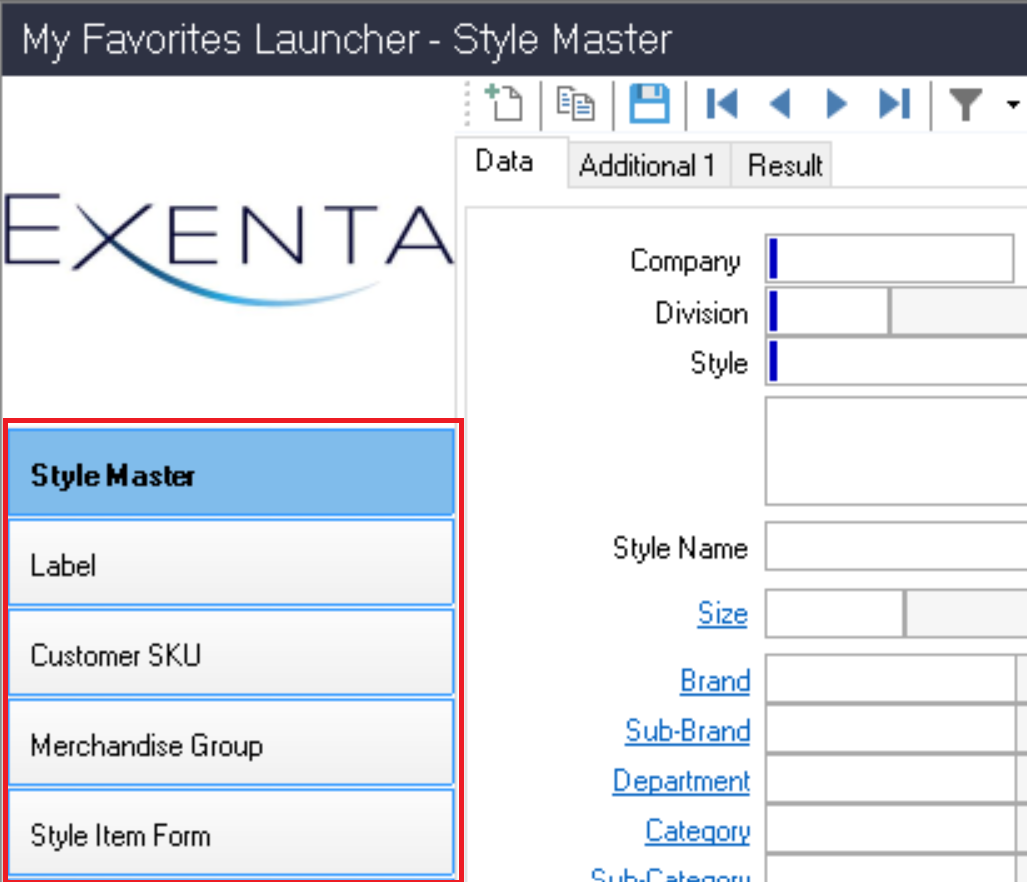 My Favorites Launcher - Style Master
EXENTA
Data Additional 1 Result
Company
Division
Style
Style Name
Size
Brand
Sub-Brand
Department
Category
Sub-Category
Style Master
Label
Customer SKU
Merchandise Group
Style Item Form